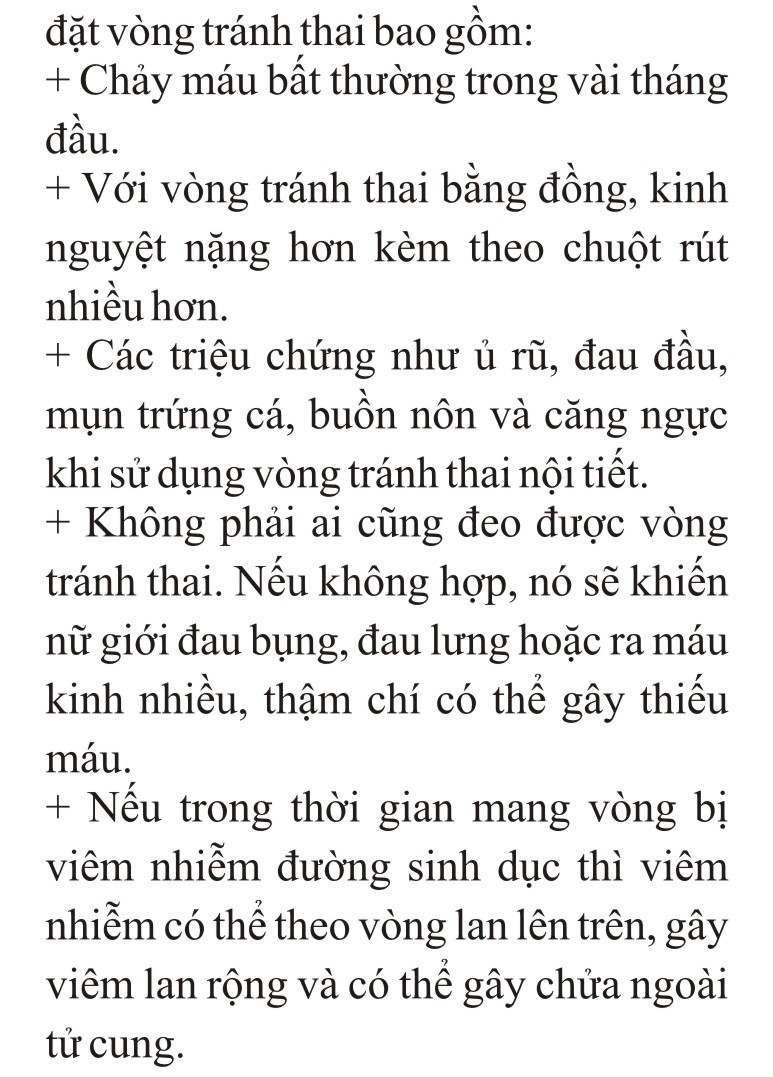 đặt vòng tránh thai bao gồm:
+ Chảy máu bất thường trong vài tháng
đầu.
+ Với vòng tránh thai bằng đồng, kinh
nguyệt nặng hơn kèm theo chuột rút
nhiều hơn.
+ Các triệu chứng như ủ rũ, đau đầu,
mụn trứng cá, buồn nôn và căng ngực
khi sử dụng vòng tránh thai nội tiết.
+ Không phải ai cũng đeo được vòng
tránh thai. Nếu không hợp, nó sẽ khiến
nữ giới đau bụng, đau lưng hoặc ra máu
kinh nhiều, thậm chí có thể gây thiếu
máu.
+ Nếu trong thời gian mang vòng bị
viêm nhiễm đường sinh dục thì viêm
nhiễm có thể theo vòng lan lên trên, gây
viêm lan rộng và có thể gây chửa ngoài
tử cung.